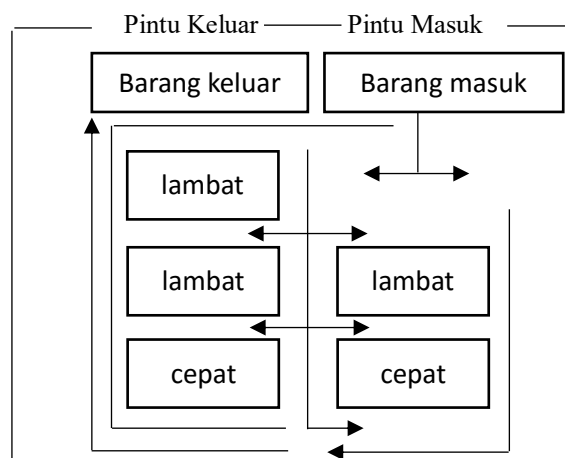 Pintu Keluar Pintu Masuk
Barang keluar Barang masuk
lambat
lambat lambat
cepat cepat